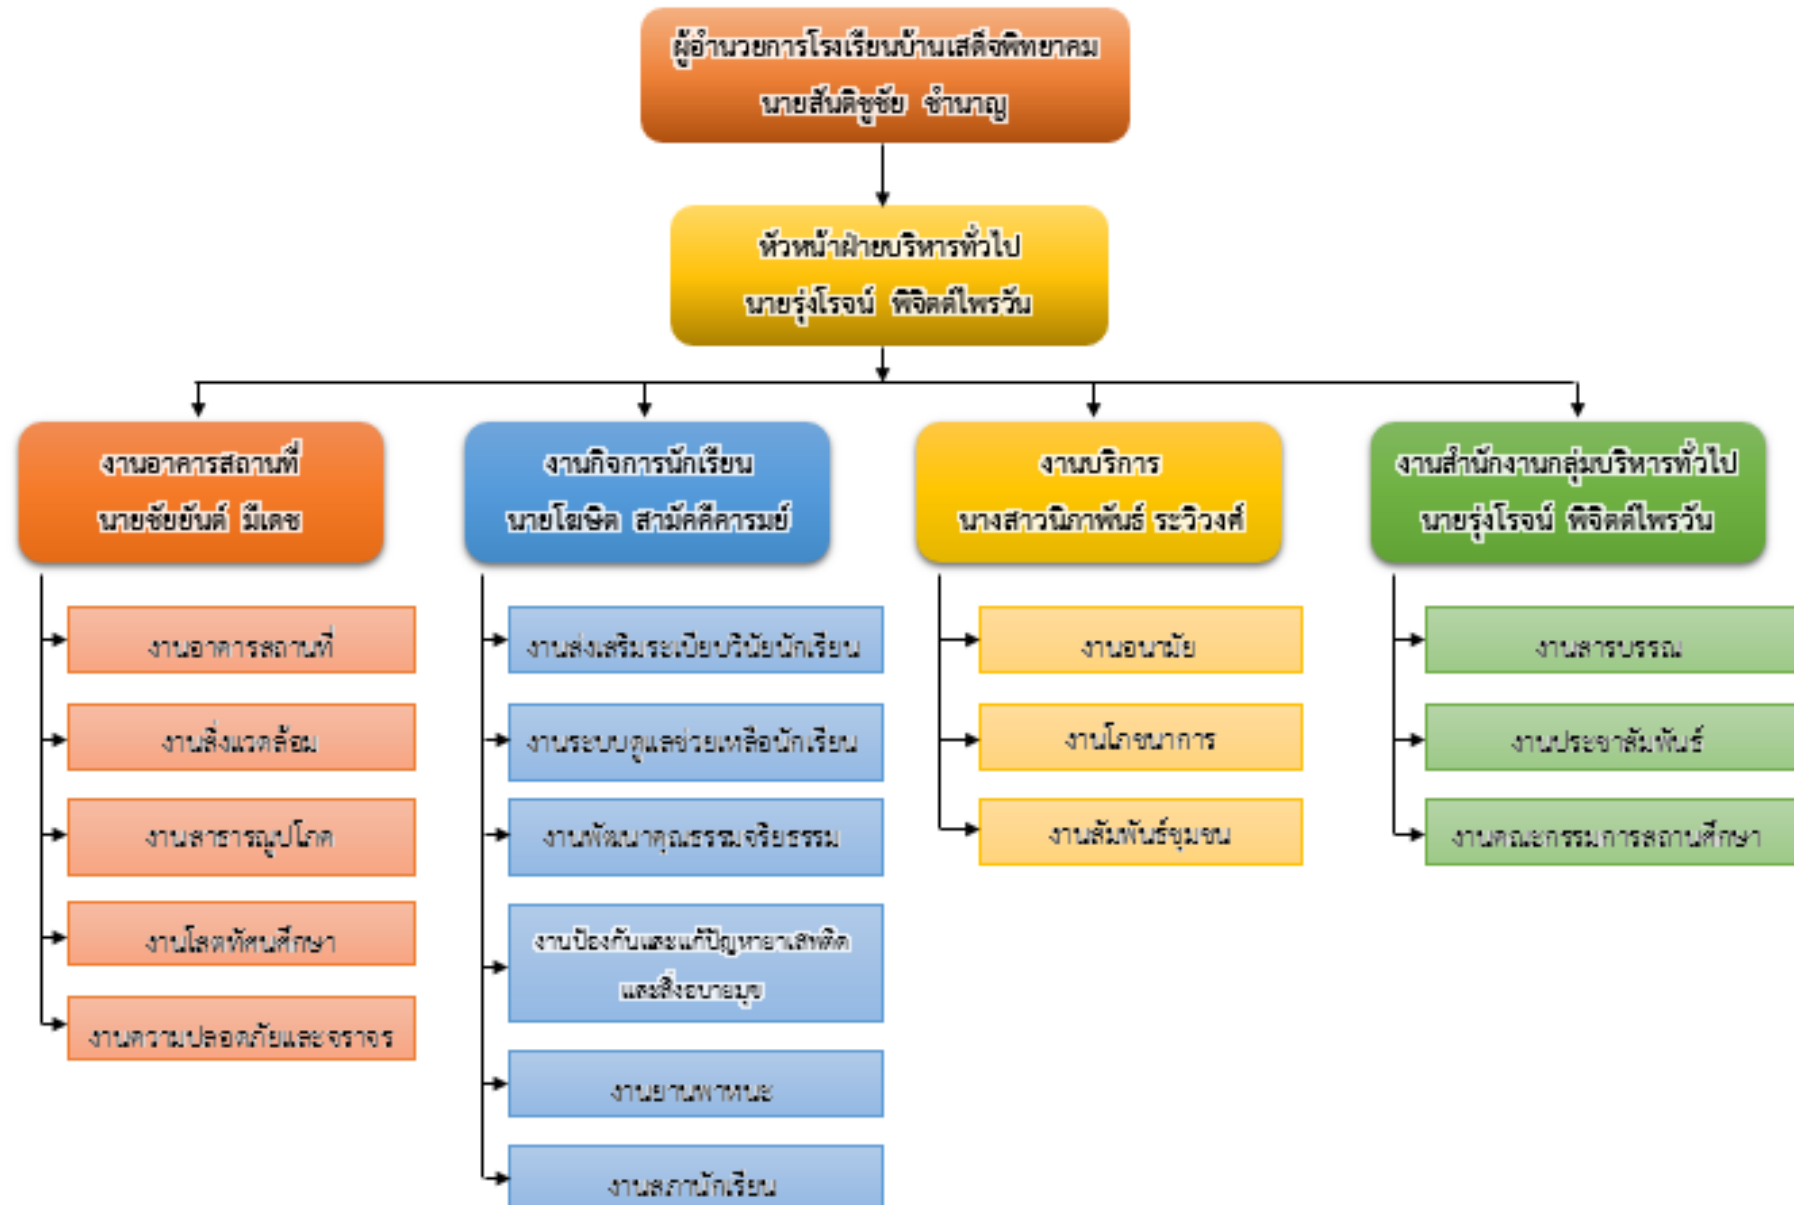 ผู้อำนวยการโรงเรียนบ้านเสด็จพิทยาคม
นายสันติชูชัย ชำนาญ
หัวหน้าฝ่ายบริหารทั่วไป
นายรุ่งโรจน์ พิจิตต์ไพรวัน
งานอาคารสถานที่
นายชัยยันต์ มีเดช
งานอาคารสถานที่
งานสิ่งแวดล้อม
งานสาธารณูปโภค
งานโสตทัศนศึกษา
งานความปลอดภัยและจราจร
งานกิจการนักเรียน
นายโฆษิต สามัคคีคารมย์
งานส่งเสริมระเบียบวินัยนักเรียน
งานระบบดูแลช่วยเหลือนักเรียน
งานพัฒนาคุณธรรมจริยธรรม
งานป้องกันและแก้ปัญหายาเสพติด
และสิ่งอบายมุข
งานยานพาหนะ
งานสภานักเรียน
งานบริการ
นางสาวนิภาพันธ์ ระวิวงศ์
งานอนามัย
งานโภชนาการ
งานสัมพันธ์ชุมชน
งานสำนักงานกลุ่มบริหารทั่วไป
นายรุ่งโรจน์ พิจิตต์ไพรวัน
งานสารบรรณ
งานประชาสัมพันธ์
งานคณะกรรมการสถานศึกษา